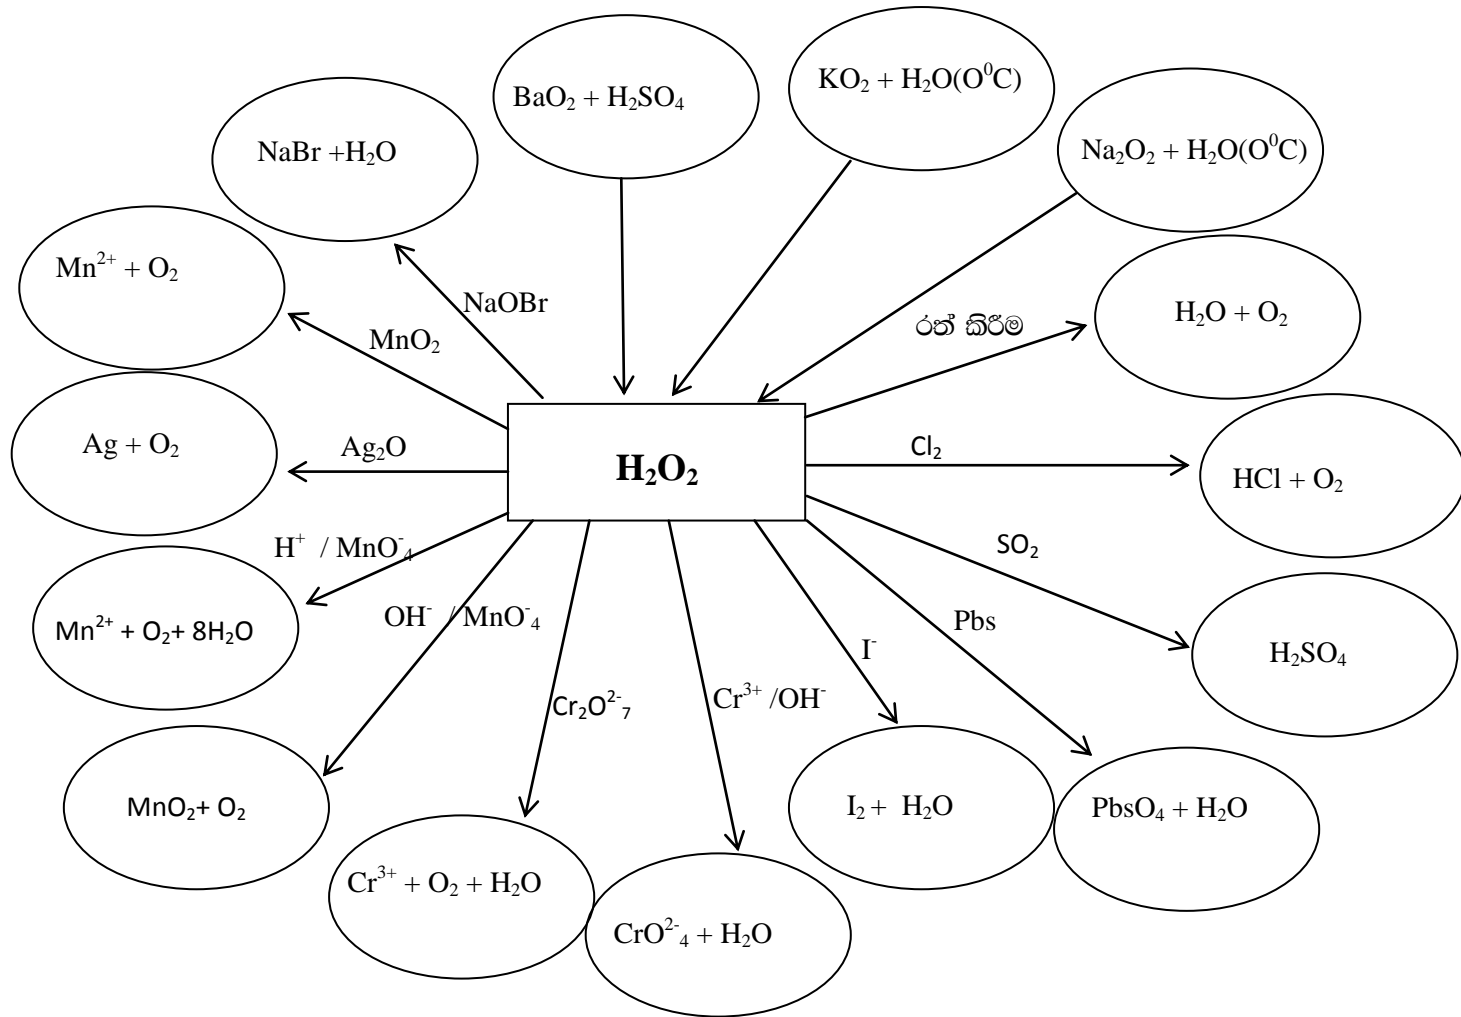 BaO₂ + H₂SO₄
KO₂ + H₂O(O⁰C)
Na₂O₂ + H₂O(O⁰C)
NaBr +H₂O
Mn²⁺ + O₂
NaOBr
MnO₂
රත් කිරීම
H₂O + O₂
Ag + O₂
Ag₂O
H₂O₂
Cl₂
HCl + O₂
H⁺ / MnO⁻₄
SO₂
Mn²⁺ + O₂+ 8H₂O
OH⁻ / MnO⁻₄
Pbs
I⁻
H₂SO₄
Cr₂O²⁻₇
Cr³⁺ /OH⁻
MnO₂+ O₂
I₂ + H₂O
PbsO₄ + H₂O
Cr³⁺ + O₂ + H₂O
CrO²⁻₄ + H₂O